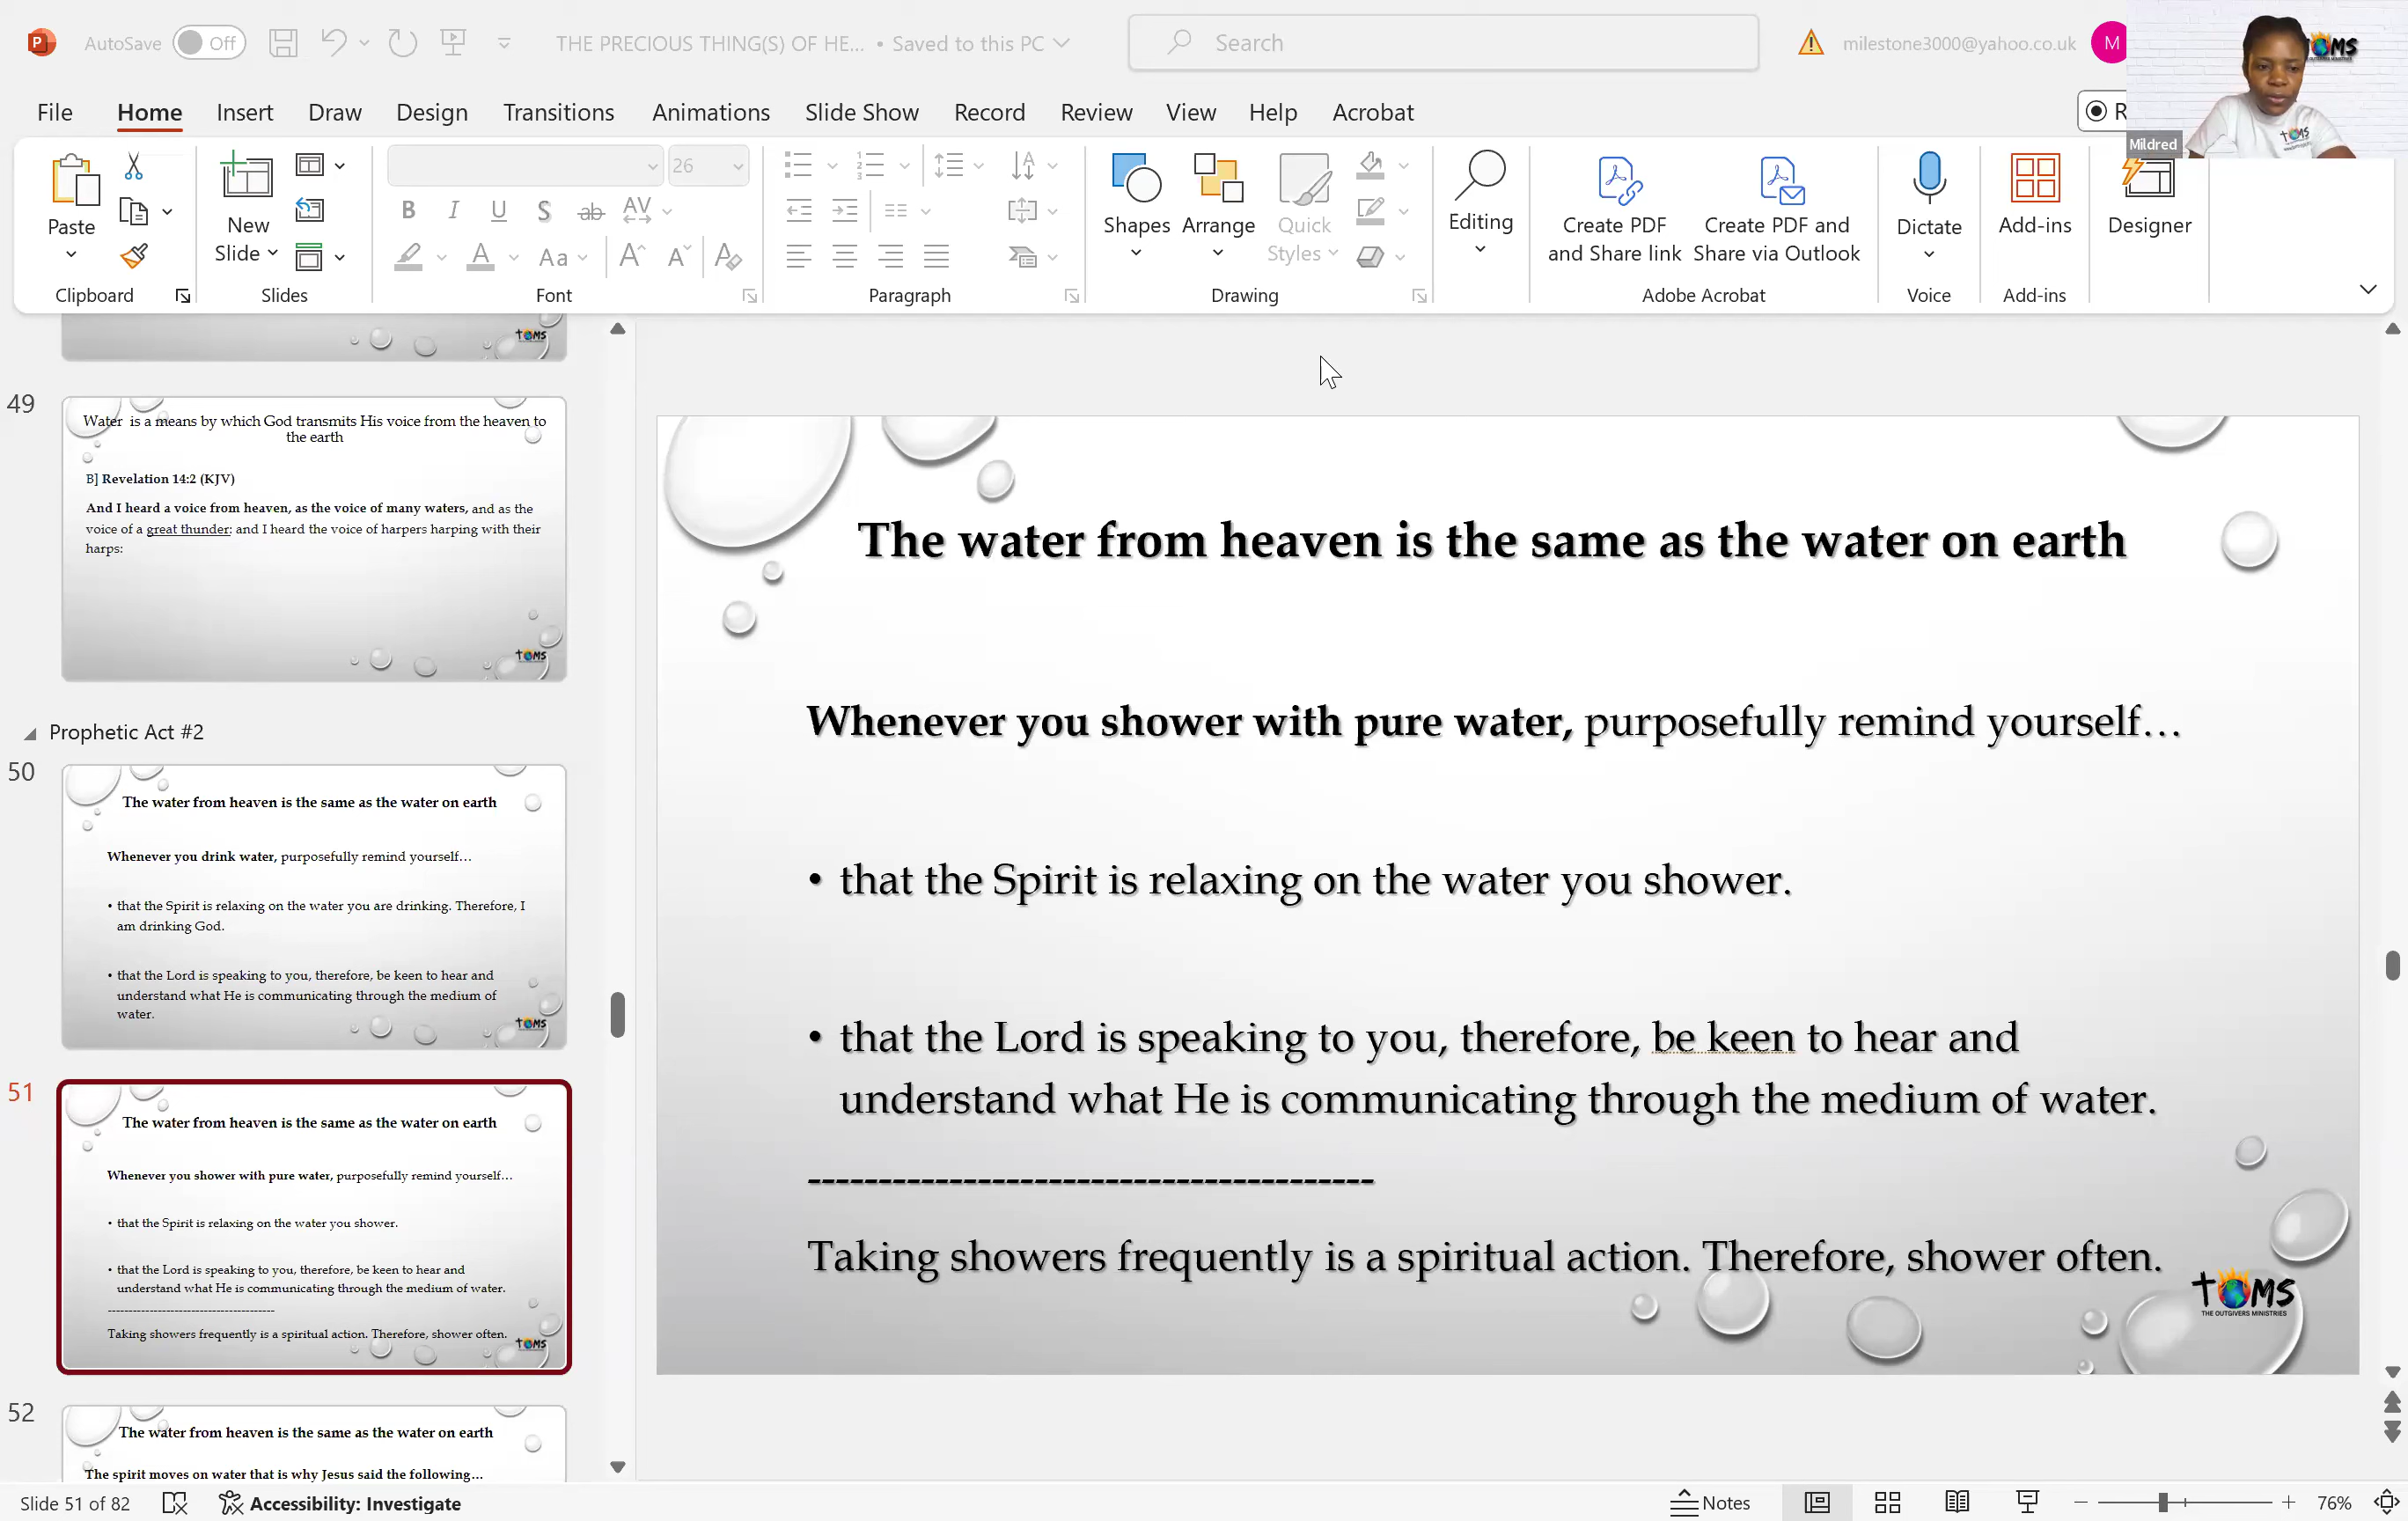 AutoSave
Off
THE PRECIOUS THING(S) OF HE... • Saved to this PC
Search
milestone3000@yahoo.co.uk
M
TOMS
Mildred
File Home Insert Draw Design Transitions Animations Slide Show Record Review View Help Acrobat
Paste
Clipboard
New
Slide
Slides
26
B I U S ab AV
A Aa A A A
Font
Paragraph
Shapes
Arrange
Quick
Styles
Drawing
Editing
Create PDF
and Share link
Create PDF and
Share via Outlook
Adobe Acrobat
Dictate
Voice
Add-ins
Add-ins
Designer
TOMS
49
Water is a means by which God transmits His voice from the heaven to
the earth
B] Revelation 14:2 (KJV)
And I heard a voice from heaven, as the voice of many waters, and as the
voice of a great thunder: and I heard the voice of harpers harping with their
harps:
TOMS
Prophetic Act #2
50
The water from heaven is the same as the water on earth
Whenever you drink water, purposefully remind yourself...
• that the Spirit is relaxing on the water you are drinking. Therefore, I
am drinking God.
• that the Lord is speaking to you, therefore, be keen to hear and
understand what He is communicating through the medium of
water.
TOMS
51
The water from heaven is the same as the water on earth
Whenever you shower with pure water, purposefully remind yourself...
• that the Spirit is relaxing on the water you shower.
• that the Lord is speaking to you, therefore, be keen to hear and
understand what He is communicating through the medium of water.
----------------------------------------
Taking showers frequently is a spiritual action. Therefore, shower often.
TOMS
52
The water from heaven is the same as the water on earth
The spirit moves on water that is why Jesus said the following...
The water from heaven is the same as the water on earth
Whenever you shower with pure water, purposefully remind yourself...
• that the Spirit is relaxing on the water you shower.
• that the Lord is speaking to you, therefore, be keen to hear and
understand what He is communicating through the medium of water.
----------------------------------------
Taking showers frequently is a spiritual action. Therefore, shower often.
TOMS
THE OUTGIVERS MINISTRIES
Slide 51 of 82
Accessibility: Investigate
Notes
76%